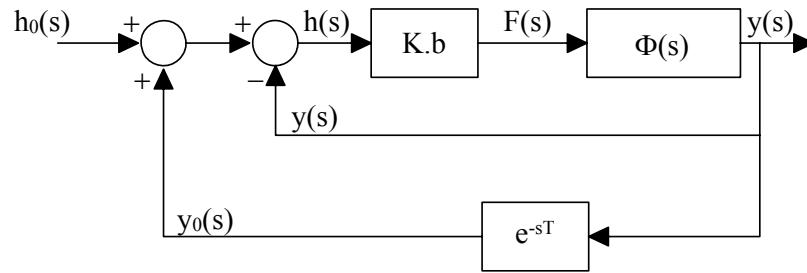 h₀(s) + + h(s) K.b F(s) Φ(s) y(s)
+ −
y(s)
y₀(s) e⁻ˢᵀ